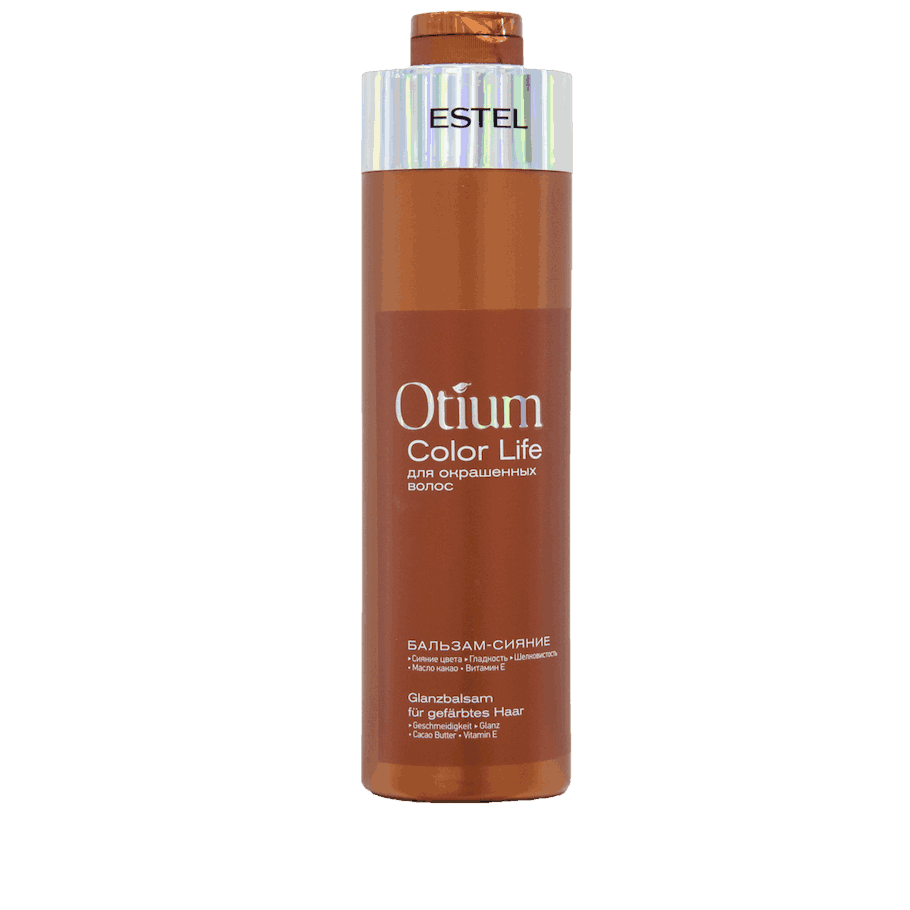 ESTEL
Otium
Color Life
для окрашенных
волос
БАЛЬЗАМ-СИЯНИЕ
▸ Сияние цвета ▸ Гладкость ▸ Шелковистость
• Масло какао • Витамин Е
Glanzbalsam
für gefärbtes Haar
▸ Geschmeidigkeit ▸ Glanz
• Cacao Butter • Vitamin E